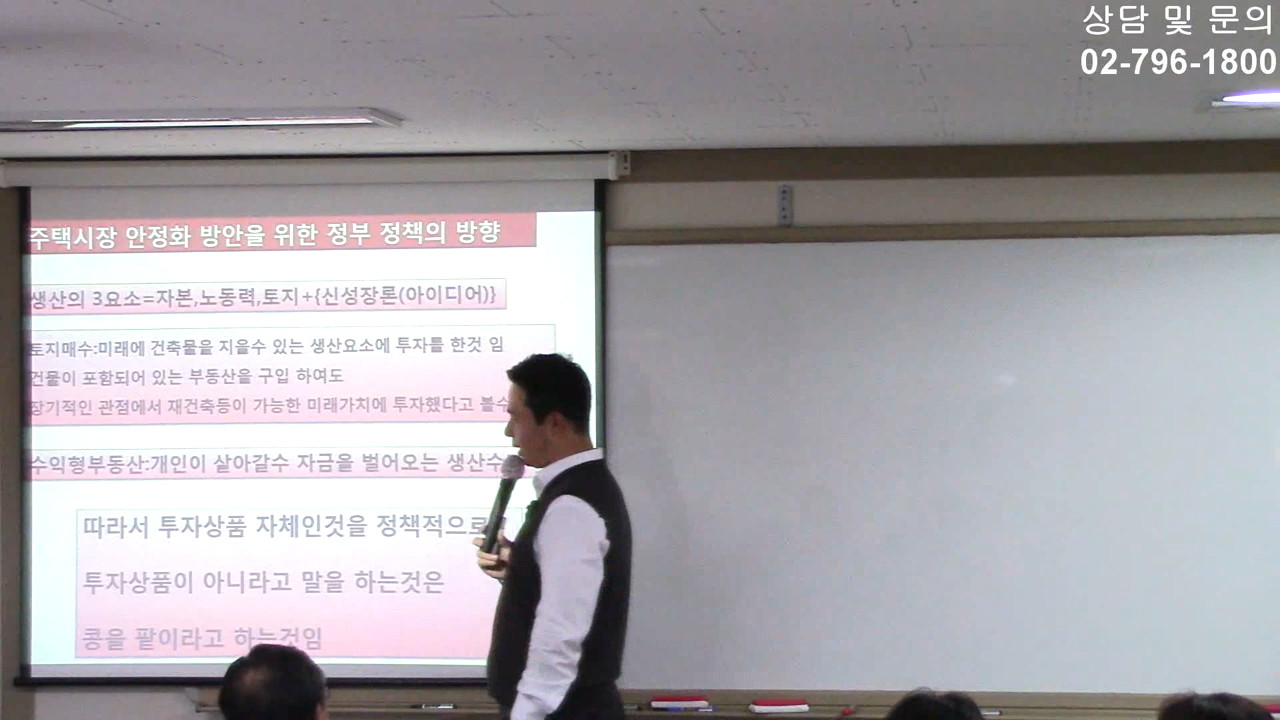 상담 및 문의
02-796-1800
주택시장 안정화 방안을 위한 정부 정책의 방향
생산의 3요소=자본,노동력,토지+{신성장론(아이디어)}
토지매수:미래에 건축물을 지을수 있는 생산요소에 투자를 한것 임
건물이 포함되어 있는 부동산을 구입 하여도
장기적인 관점에서 재건축등이 가능한 미래가치에 투자했다고 볼수
수익형부동산:개인이 살아갈수 자금을 벌어오는 생산수
따라서 투자상품 자체인것을 정책적으로
투자상품이 아니라고 말을 하는것은
콩을 팥이라고 하는것임